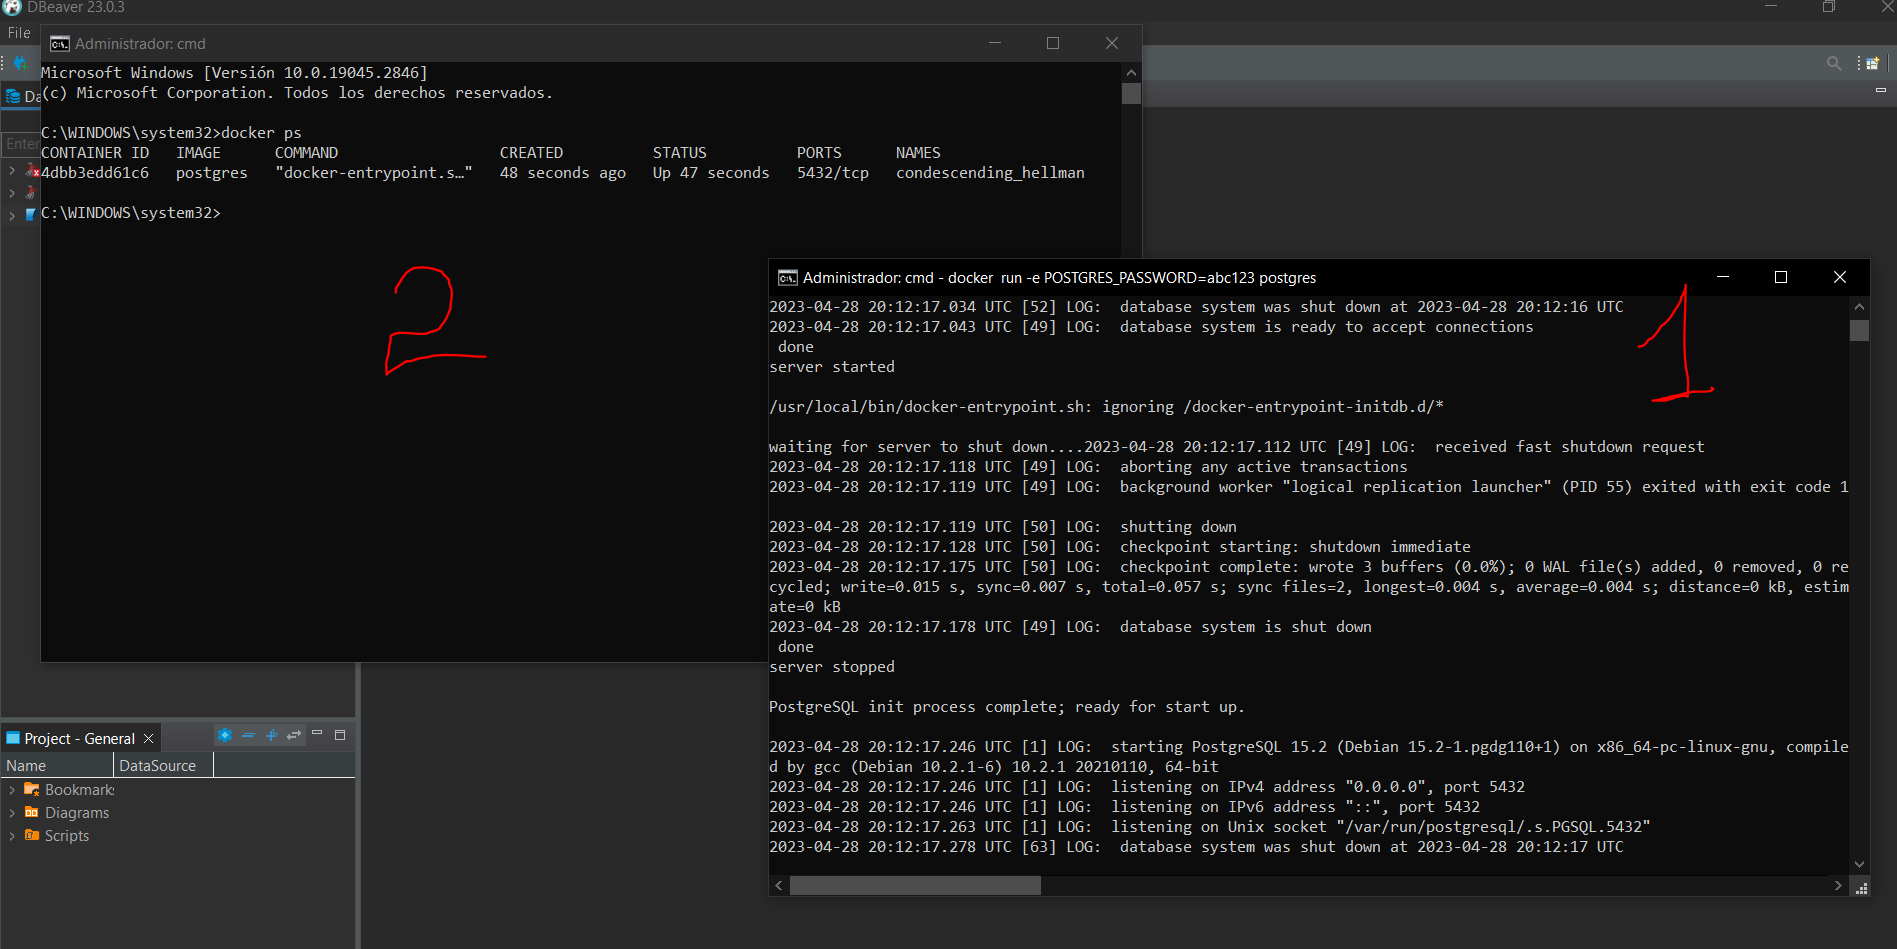 DBeaver 23.0.3
File
Administrador: cmd
Microsoft Windows [Versión 10.0.19045.2846]
(c) Microsoft Corporation. Todos los derechos reservados.
C:\WINDOWS\system32>docker ps
CONTAINER ID   IMAGE      COMMAND                  CREATED          STATUS          PORTS      NAMES
4dbb3edd61c6   postgres   "docker-entrypoint.s…"   48 seconds ago   Up 47 seconds   5432/tcp   condescending_hellman
C:\WINDOWS\system32>
Da
Enter
2
Administrador: cmd - docker  run -e POSTGRES_PASSWORD=abc123 postgres
1
2023-04-28 20:12:17.034 UTC [52] LOG:  database system was shut down at 2023-04-28 20:12:16 UTC
2023-04-28 20:12:17.043 UTC [49] LOG:  database system is ready to accept connections
 done
server started
/usr/local/bin/docker-entrypoint.sh: ignoring /docker-entrypoint-initdb.d/*
waiting for server to shut down....2023-04-28 20:12:17.112 UTC [49] LOG:  received fast shutdown request
2023-04-28 20:12:17.118 UTC [49] LOG:  aborting any active transactions
2023-04-28 20:12:17.119 UTC [49] LOG:  background worker "logical replication launcher" (PID 55) exited with exit code 1
2023-04-28 20:12:17.119 UTC [50] LOG:  shutting down
2023-04-28 20:12:17.128 UTC [50] LOG:  checkpoint starting: shutdown immediate
2023-04-28 20:12:17.175 UTC [50] LOG:  checkpoint complete: wrote 3 buffers (0.0%); 0 WAL file(s) added, 0 removed, 0 re
cycled; write=0.015 s, sync=0.007 s, total=0.057 s; sync files=2, longest=0.004 s, average=0.004 s; distance=0 kB, estim
ate=0 kB
2023-04-28 20:12:17.178 UTC [49] LOG:  database system is shut down
 done
server stopped
PostgreSQL init process complete; ready for start up.
2023-04-28 20:12:17.246 UTC [1] LOG:  starting PostgreSQL 15.2 (Debian 15.2-1.pgdg110+1) on x86_64-pc-linux-gnu, compile
d by gcc (Debian 10.2.1-6) 10.2.1 20210110, 64-bit
2023-04-28 20:12:17.246 UTC [1] LOG:  listening on IPv4 address "0.0.0.0", port 5432
2023-04-28 20:12:17.246 UTC [1] LOG:  listening on IPv6 address "::", port 5432
2023-04-28 20:12:17.263 UTC [1] LOG:  listening on Unix socket "/var/run/postgresql/.s.PGSQL.5432"
2023-04-28 20:12:17.278 UTC [63] LOG:  database system was shut down at 2023-04-28 20:12:17 UTC
Project - General
Name DataSource
Bookmarks
Diagrams
Scripts